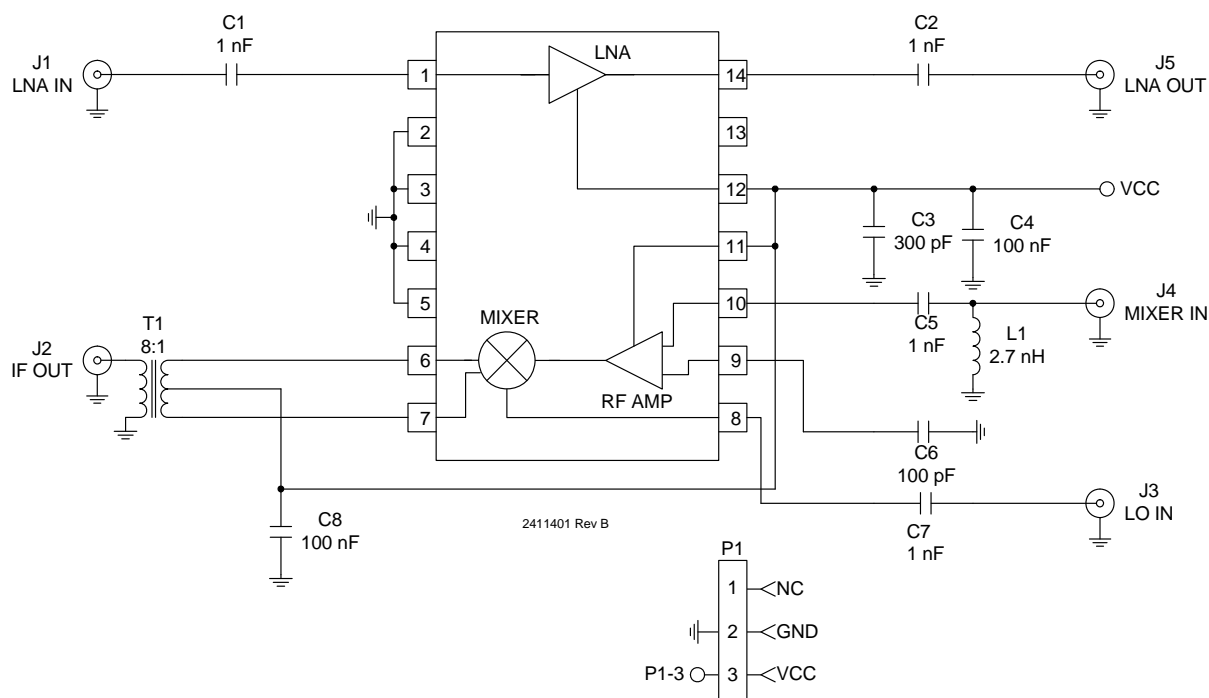 C1
1 nF
J1
LNA IN
1
LNA
14
C2
1 nF
J5
LNA OUT
2
13
3
12
VCC
C3
300 pF
C4
100 nF
4
11
5
10
C5
1 nF
L1
2.7 nH
J4
MIXER IN
T1
8:1
J2
IF OUT
6
MIXER
RF AMP
9
7
8
C6
100 pF
C7
1 nF
J3
LO IN
C8
100 nF
2411401 Rev B
P1
1
NC
2
GND
P1-3
3
VCC